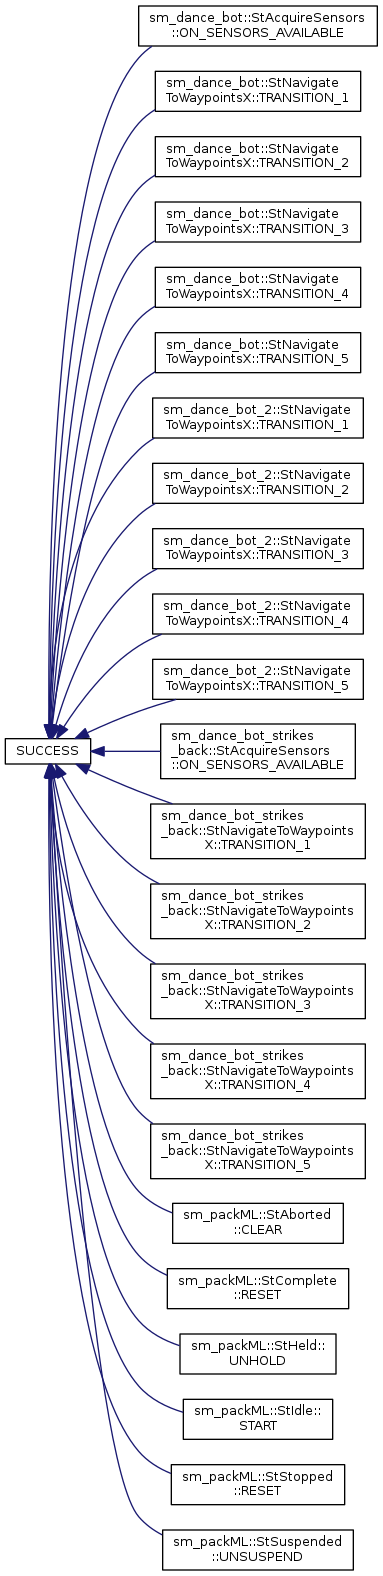 sm_dance_bot::StAcquireSensors
::ON_SENSORS_AVAILABLE
sm_dance_bot::StNavigate
ToWaypointsX::TRANSITION_1
sm_dance_bot::StNavigate
ToWaypointsX::TRANSITION_2
sm_dance_bot::StNavigate
ToWaypointsX::TRANSITION_3
sm_dance_bot::StNavigate
ToWaypointsX::TRANSITION_4
sm_dance_bot::StNavigate
ToWaypointsX::TRANSITION_5
sm_dance_bot_2::StNavigate
ToWaypointsX::TRANSITION_1
sm_dance_bot_2::StNavigate
ToWaypointsX::TRANSITION_2
sm_dance_bot_2::StNavigate
ToWaypointsX::TRANSITION_3
sm_dance_bot_2::StNavigate
ToWaypointsX::TRANSITION_4
sm_dance_bot_2::StNavigate
ToWaypointsX::TRANSITION_5
SUCCESS
sm_dance_bot_strikes
_back::StAcquireSensors
::ON_SENSORS_AVAILABLE
sm_dance_bot_strikes
_back::StNavigateToWaypoints
X::TRANSITION_1
sm_dance_bot_strikes
_back::StNavigateToWaypoints
X::TRANSITION_2
sm_dance_bot_strikes
_back::StNavigateToWaypoints
X::TRANSITION_3
sm_dance_bot_strikes
_back::StNavigateToWaypoints
X::TRANSITION_4
sm_dance_bot_strikes
_back::StNavigateToWaypoints
X::TRANSITION_5
sm_packML::StAborted
::CLEAR
sm_packML::StComplete
::RESET
sm_packML::StHeld::
UNHOLD
sm_packML::StIdle::
START
sm_packML::StStopped
::RESET
sm_packML::StSuspended
::UNSUSPEND